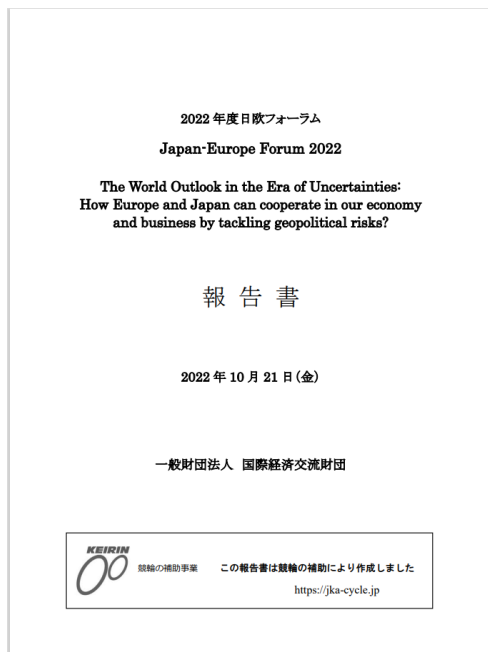 2022 年度日欧フォーラム
Japan-Europe Forum 2022
The World Outlook in the Era of Uncertainties:
How Europe and Japan can cooperate in our economy
and business by tackling geopolitical risks?
報 告 書
2022 年 10 月 21 日（金）
一般財団法人　国際経済交流財団
KEIRIN
競輪の補助事業　この報告書は競輪の補助により作成しました
https://jka-cycle.jp